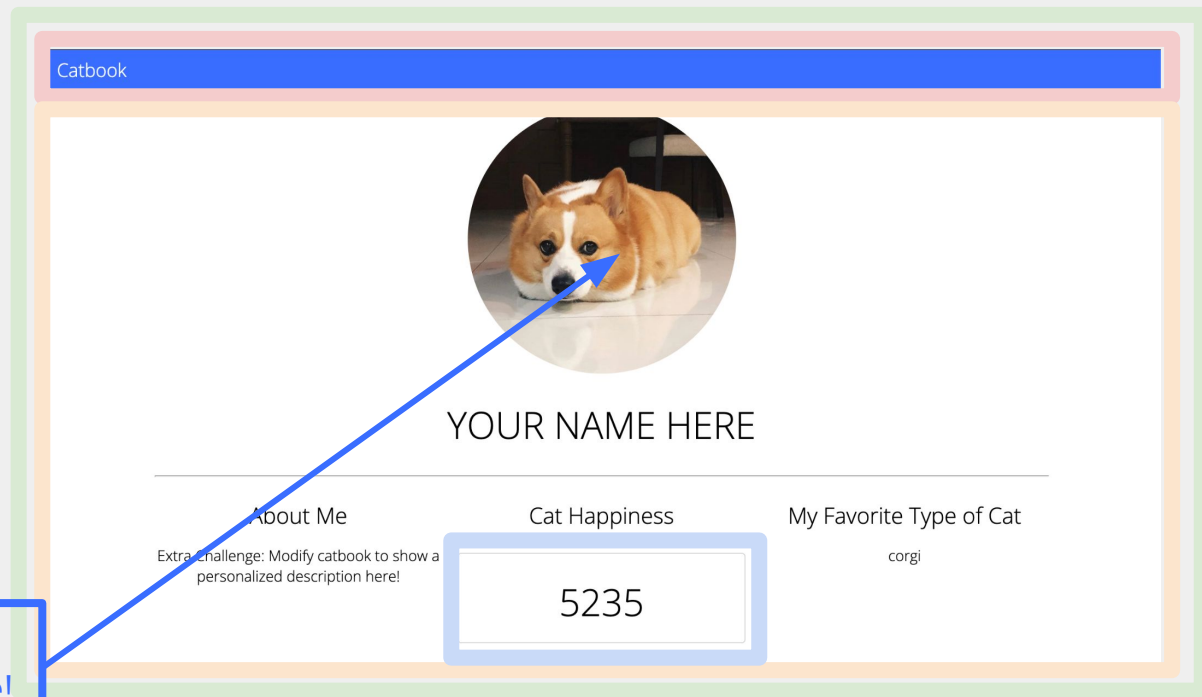 Catbook
YOUR NAME HERE
About Me
Extra Challenge: Modify catbook to show a
personalized description here!
Cat Happiness
5235
My Favorite Type of Cat
corgi